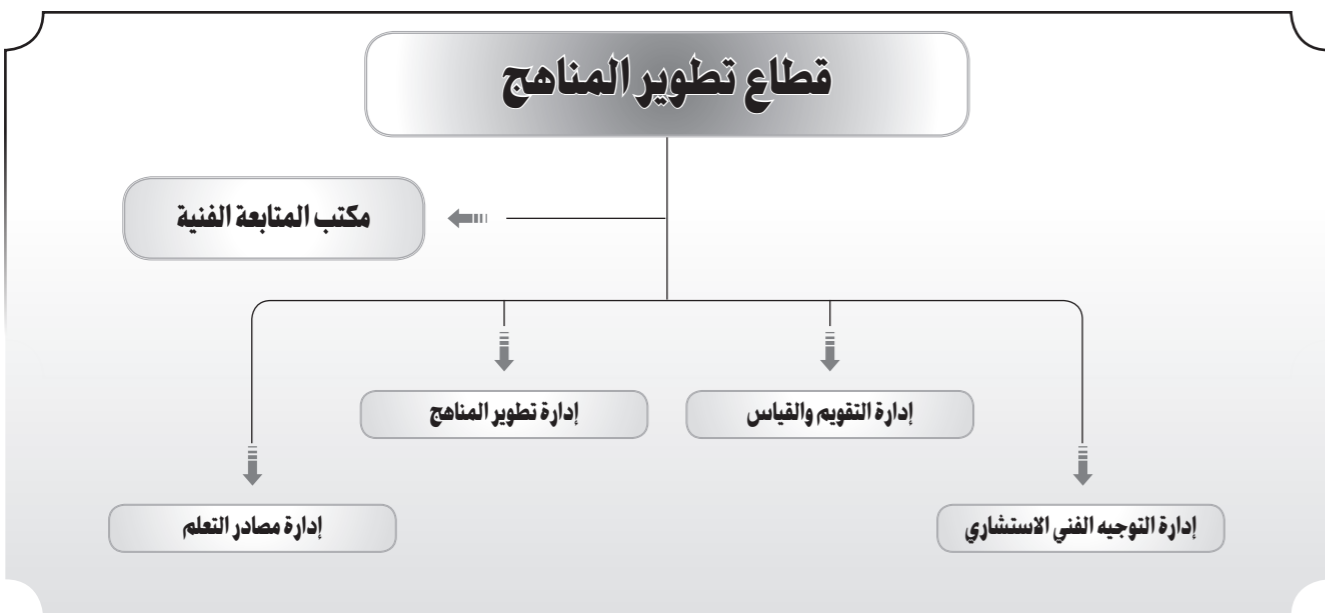 قطاع تطوير المناهج
مكتب المتابعة الفنية
إدارة التقويم والقياس
إدارة تطوير المناهج
إدارة التوجيه الفني الاستشاري
إدارة مصادر التعلم